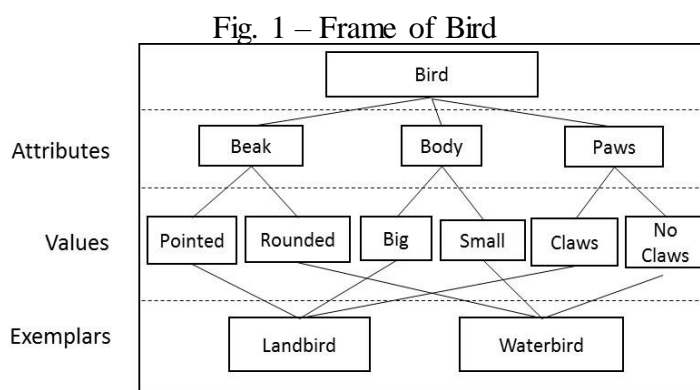 Fig. 1 – Frame of Bird
Bird
Attributes
Beak
Body
Paws
Values
Pointed
Rounded
Big
Small
Claws
No
Claws
Exemplars
Landbird
Waterbird